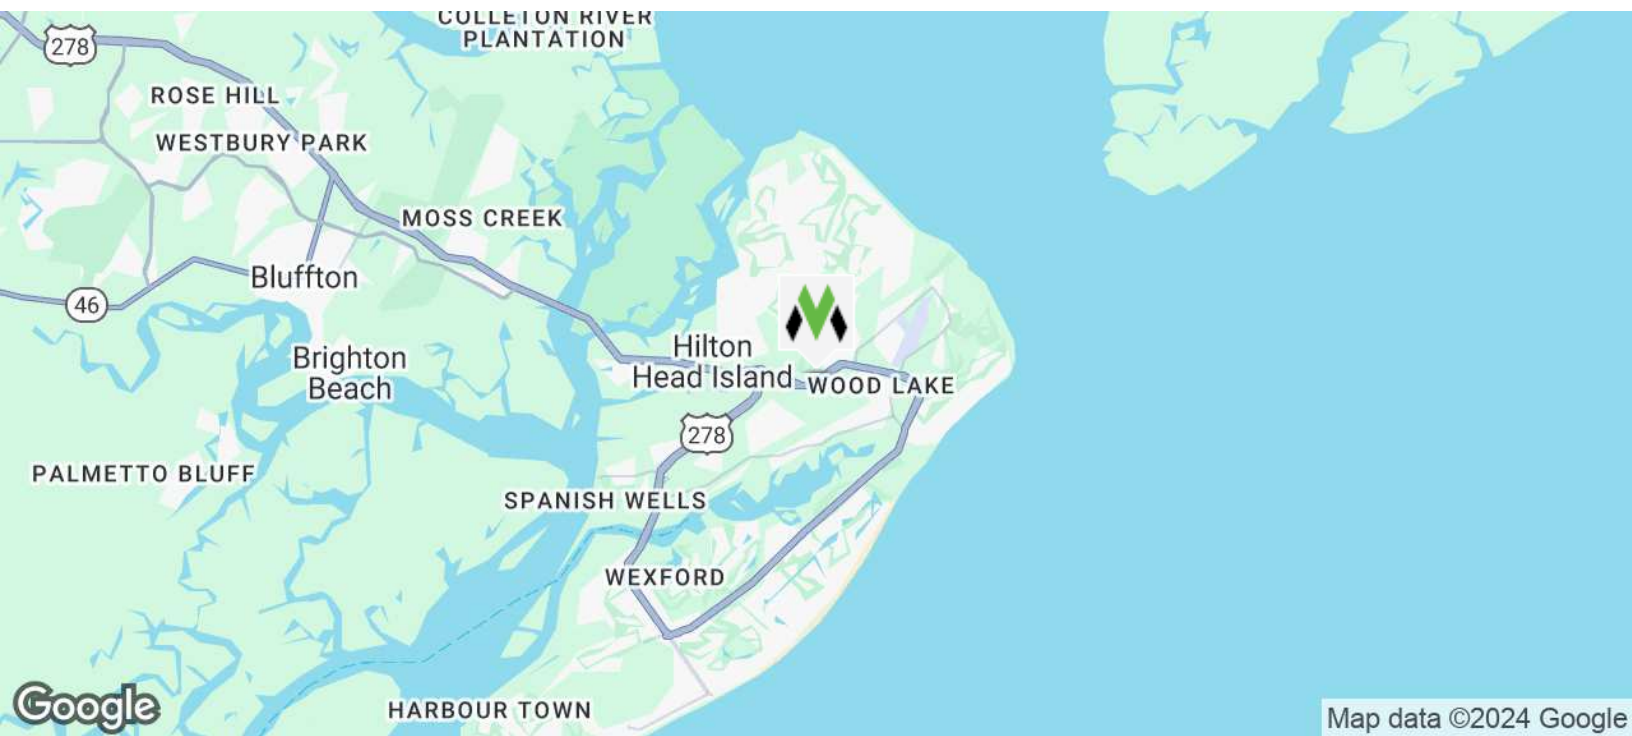 COLLETON RIVER
PLANTATION
278
ROSE HILL
WESTBURY PARK
MOSS CREEK
Bluffton
46
Brighton
Beach
Hilton
Head Island
WOOD LAKE
278
PALMETTO BLUFF
SPANISH WELLS
WEXFORD
HARBOUR TOWN
Google
Map data ©2024 Google